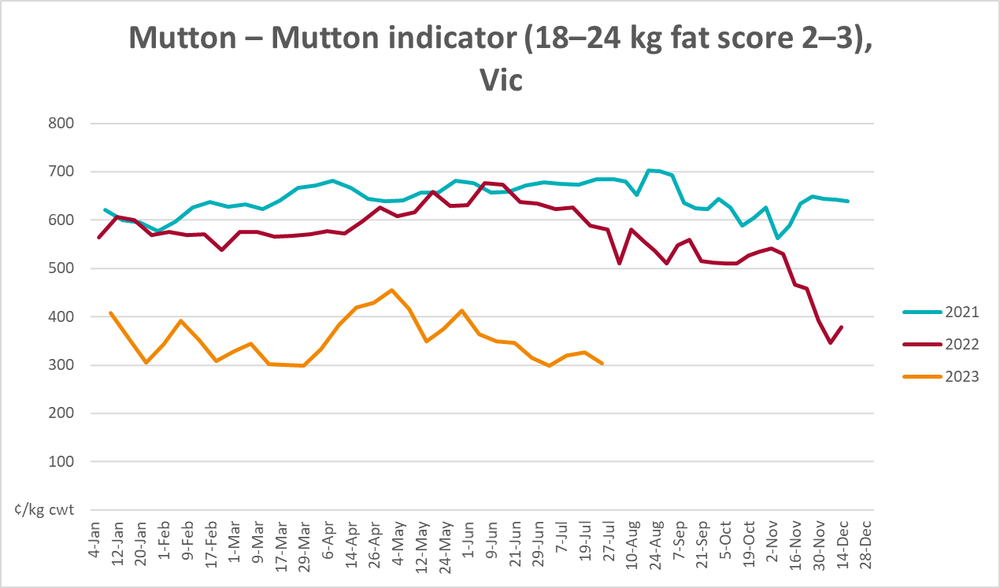 Mutton – Mutton indicator (18–24 kg fat score 2–3),
Vic
800
700
600
500
400
300
200
100
¢/kg cwt
4-Jan
12-Jan
20-Jan
1-Feb
9-Feb
17-Feb
1-Mar
9-Mar
17-Mar
29-Mar
6-Apr
14-Apr
26-Apr
4-May
12-May
24-May
1-Jun
9-Jun
21-Jun
29-Jun
7-Jul
19-Jul
27-Jul
10-Aug
24-Aug
7-Sep
21-Sep
5-Oct
19-Oct
2-Nov
16-Nov
30-Nov
14-Dec
28-Dec
2021
2022
2023